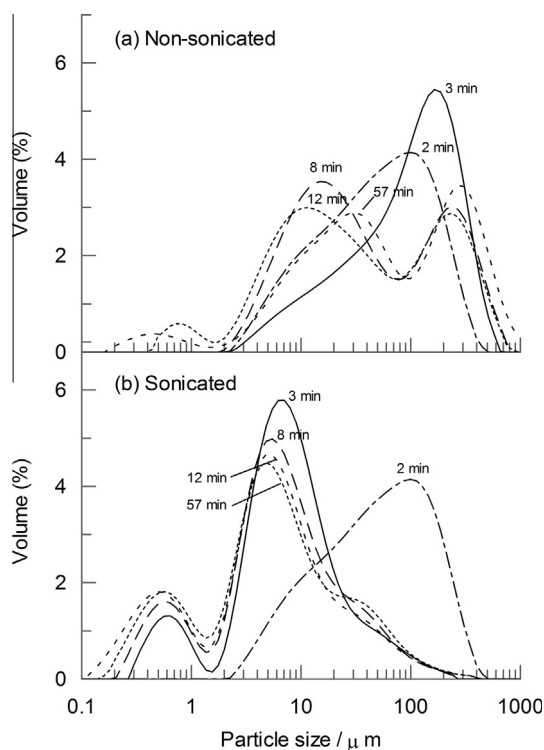 (a) Non-sonicated
6
4
2
0
Volume (%)
3 min
2 min
8 min
57 min
12 min
(b) Sonicated
6
4
2
0
Volume (%)
3 min
8 min
12 min
57 min
2 min
0.1 1 10 100 1000
Particle size / μ m